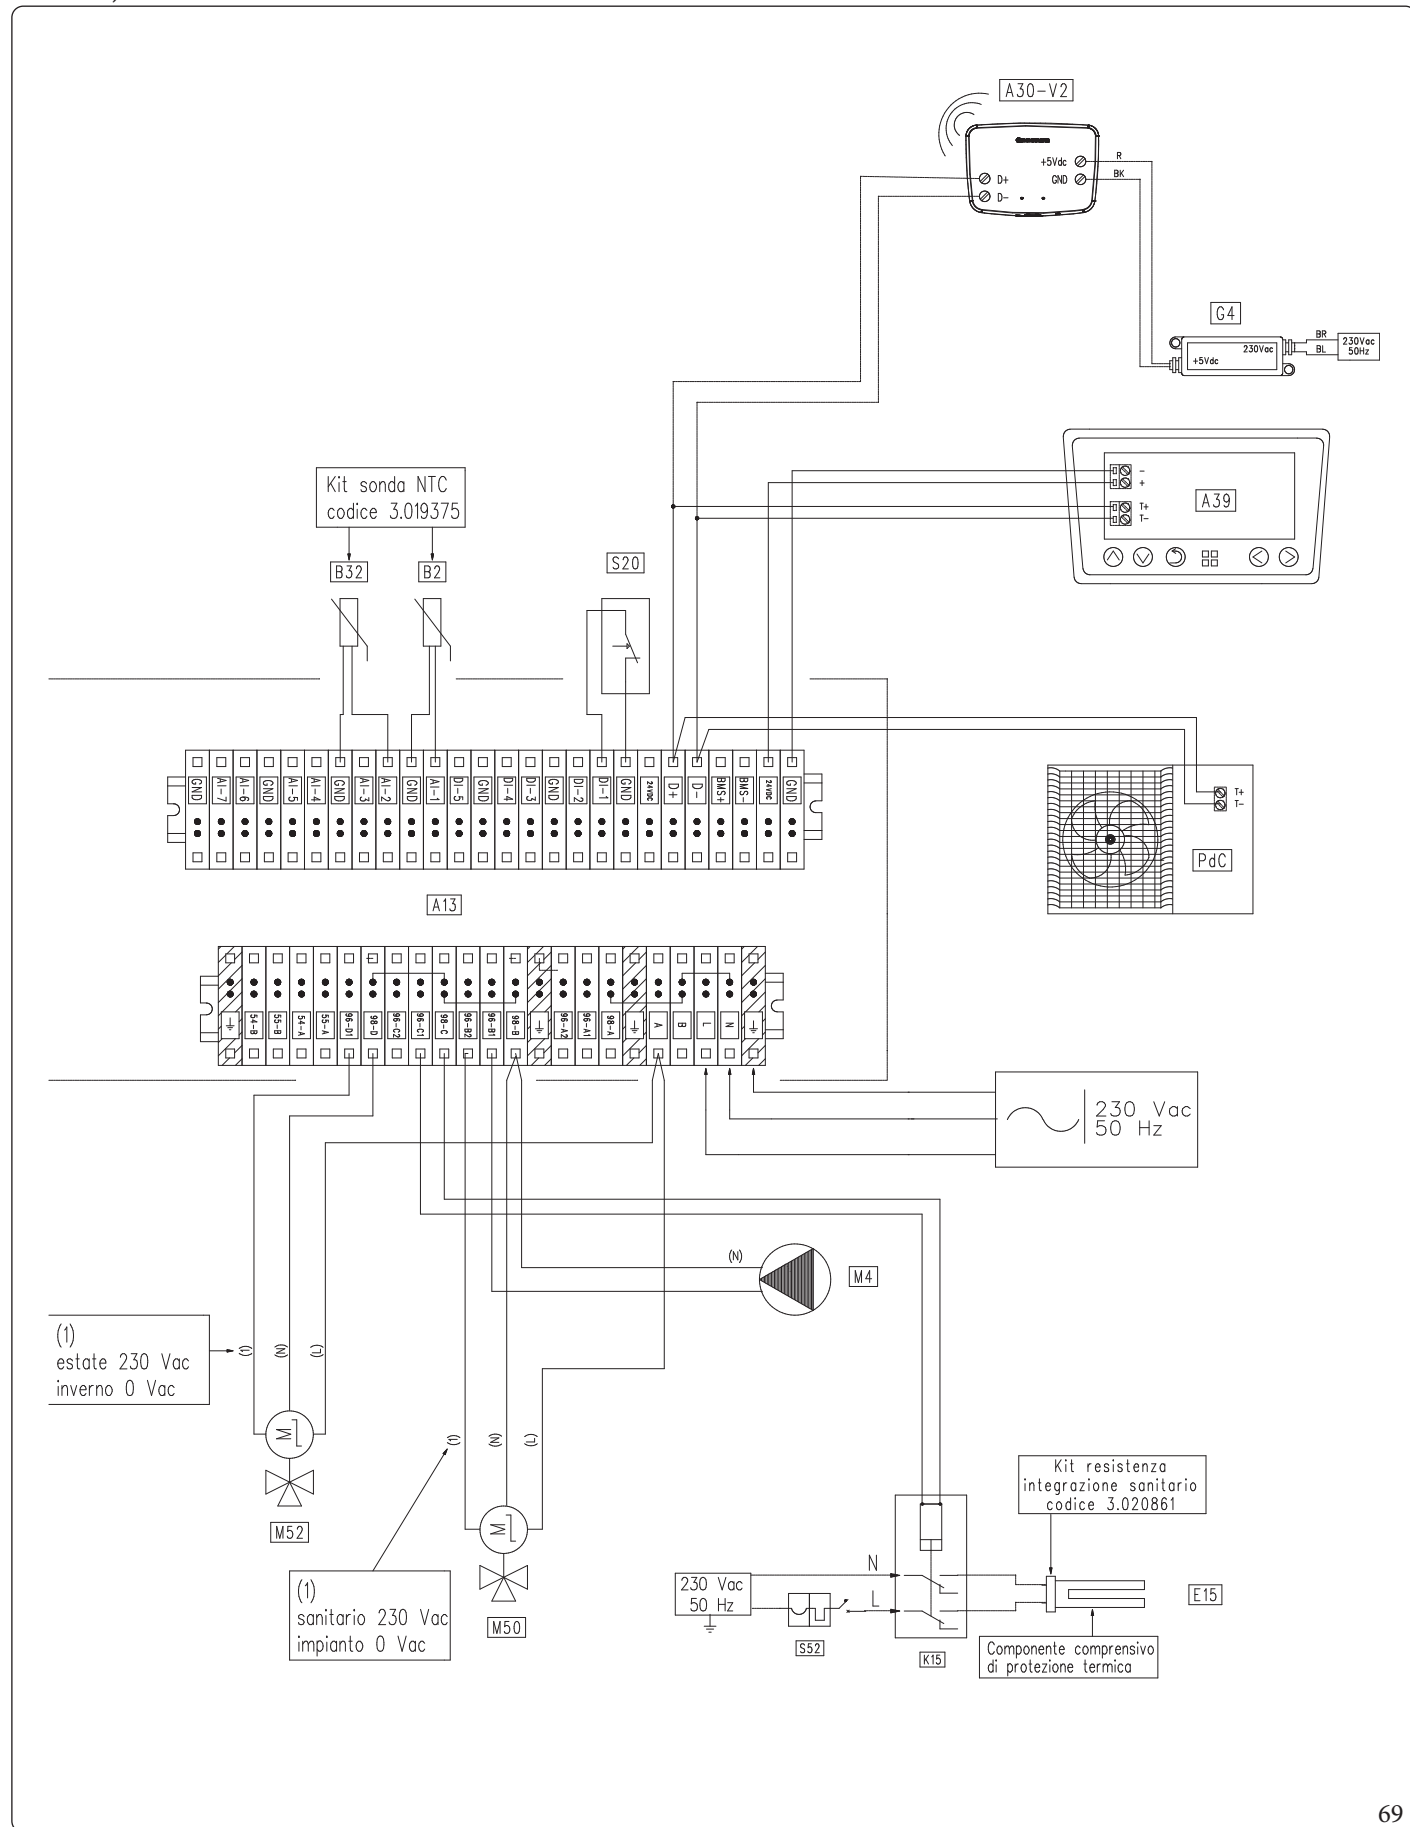 A30-V2
+5Vdc
R
GND
BK
D+
D-
G4
230Vac
+5Vdc
BR
BL
230Vac
50Hz
-
+
T+
T-
A39
Kit sonda NTC
codice 3.019375
B32
B2
S20
GND
AI-7
AI-6
GND
AI-5
AI-4
GND
AI-3
AI-2
GND
AI-1
DI-5
GND
DI-4
DI-3
GND
DI-2
DI-1
GND
24VDC
D+
D-
BMS+
BMS-
24VDC
GND
T+
T-
PdC
A13
54-B
55-B
54-A
55-A
96-D1
98-D
96-C2
96-C1
98-C
96-B2
96-B1
98-B
96-A2
96-A1
98-A
A
B
L
N
230 Vac
50 Hz
(N)
M4
(1)
estate 230 Vac
inverno 0 Vac
(1)
(N)
(L)
M
M52
(1)
(N)
(L)
M
M50
(1)
sanitario 230 Vac
impianto 0 Vac
Kit resistenza
integrazione sanitario
codice 3.020861
230 Vac
50 Hz
N
L
S52
K15
E15
Componente comprensivo
di protezione termica
69